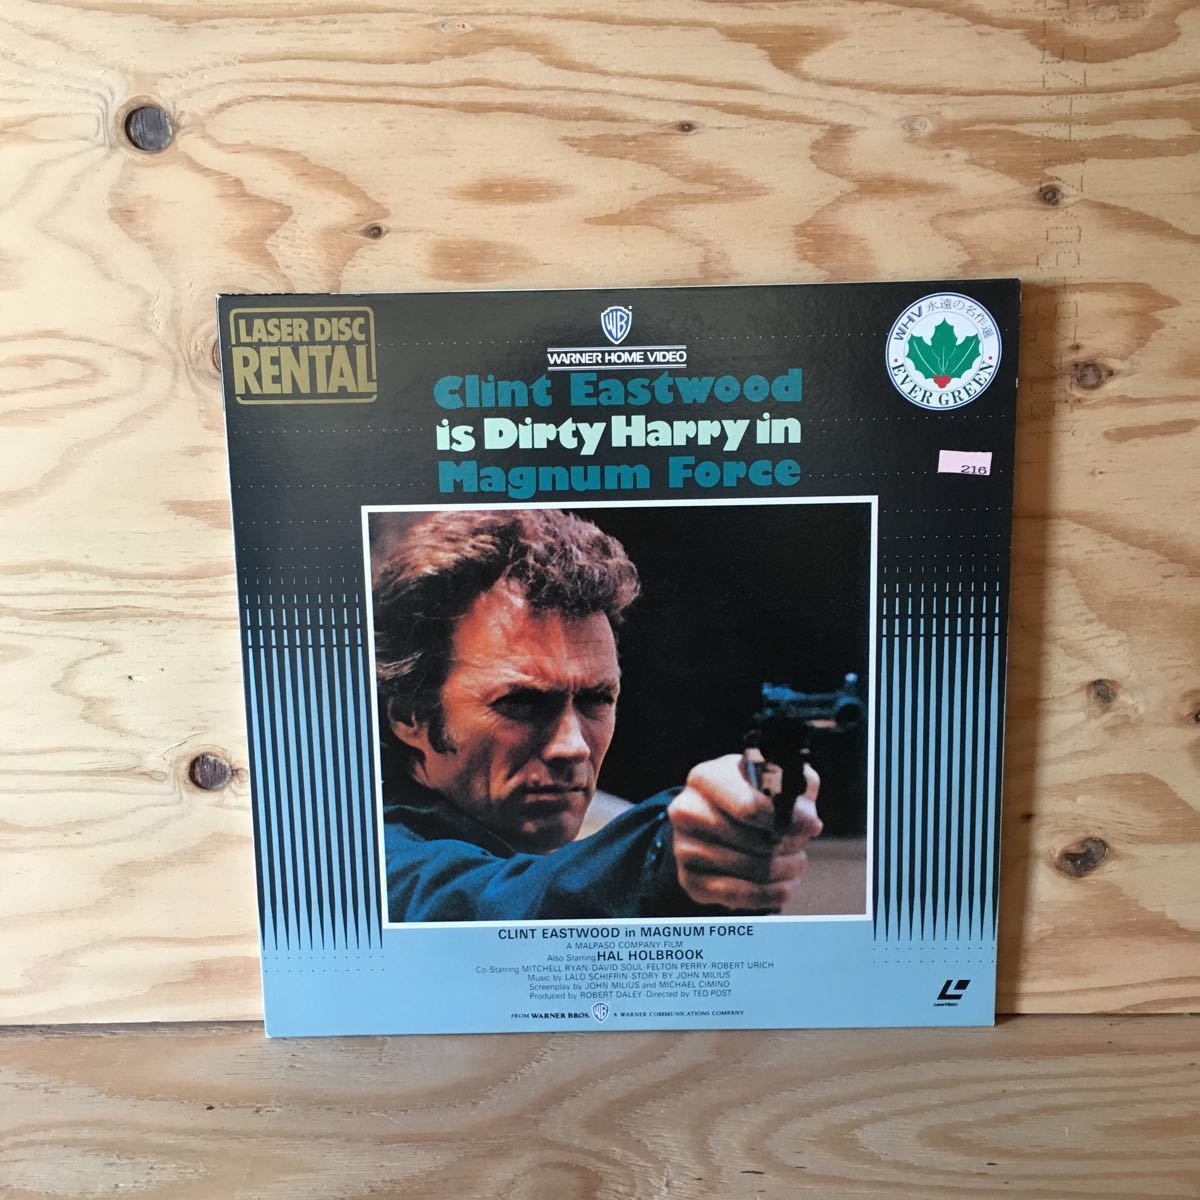 LASER DISC
RENTAL
WB
WARNER HOME VIDEO
WHV 永遠の名作選
・EVER GREEN・
Clint Eastwood
is Dirty Harry in
Magnum Force
216
CLINT EASTWOOD in MAGNUM FORCE
A MALPASO COMPANY FILM
Also Starring HAL HOLBROOK
Co-Starring MITCHELL RYAN·DAVID SOUL·FELTON PERRY·ROBERT URICH
Music by LALO SCHIFRIN·STORY BY JOHN MILIUS
Screenplay by JOHN MILIUS and MICHAEL CIMINO
Produced by ROBERT DALEY·Directed by TED POST
FROM WARNER BROS. WB A WARNER COMMUNICATIONS COMPANY
LaserVision